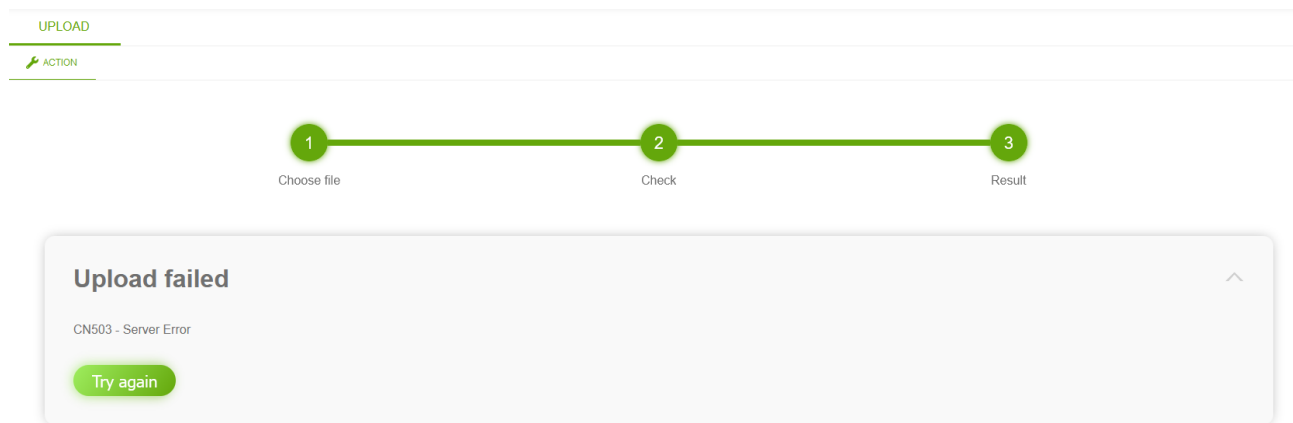 UPLOAD
ACTION
1
2
3
Choose file
Check
Result
Upload failed
CN503 - Server Error
Try again